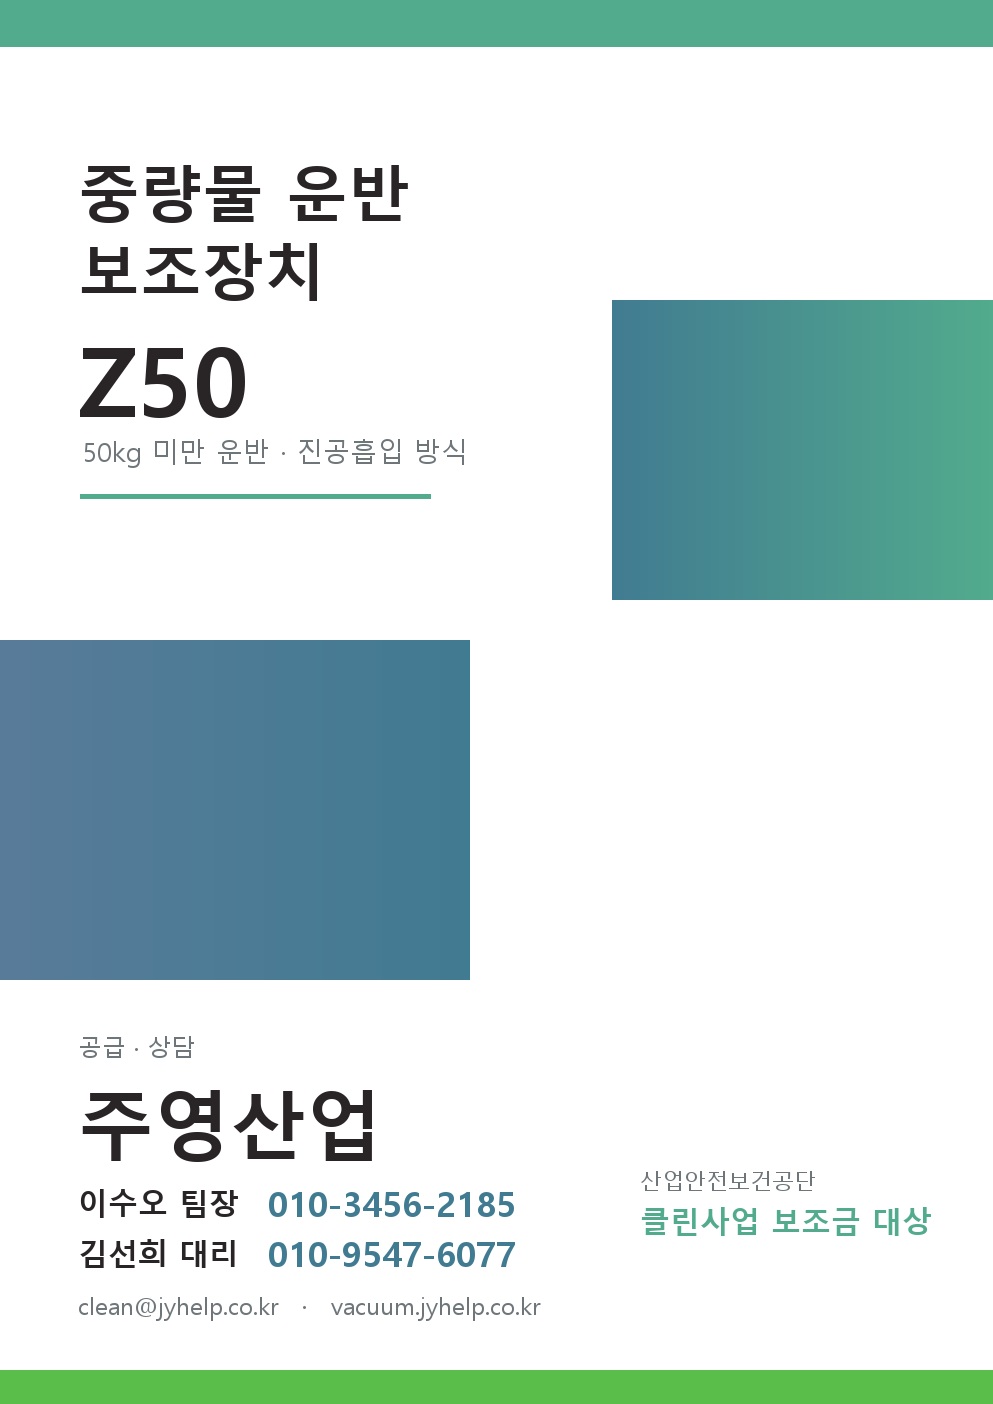 중량물 운반
보조장치
Z50
50kg 미만 운반 · 진공흡입 방식
공급 · 상담
주영산업
이수오 팀장 010-3456-2185
김선희 대리 010-9547-6077
clean@jyhelp.co.kr · vacuum.jyhelp.co.kr
산업안전보건공단
클린사업 보조금 대상